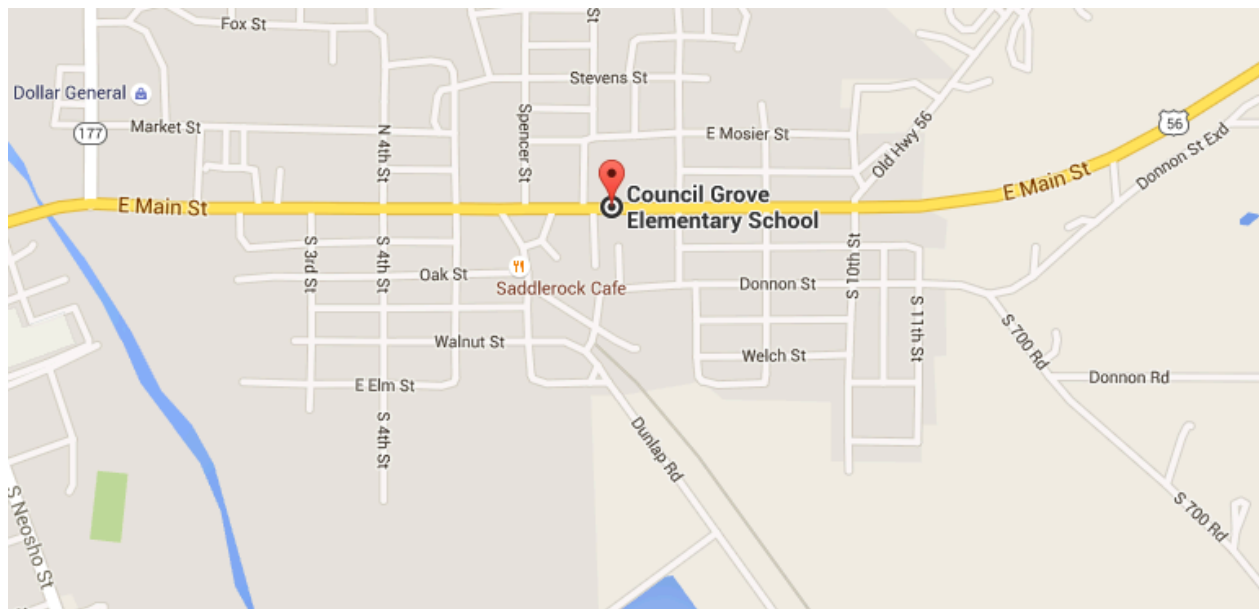 Fox St
St
Stevens St
Dollar General
56
Market St
177
N 4th St
Spencer St
E Mosier St
Old Hwy 56
Donnon St Exd
E Main St
Council Grove
Elementary School
E Main St
S 3rd St
S 4th St
Oak St
Saddlerock Cafe
Donnon St
S 10th St
S 11th St
Walnut St
Welch St
S 700 Rd
E Elm St
Donnon Rd
S 4th St
Dunlap Rd
S Neosho St
S 700 Rd